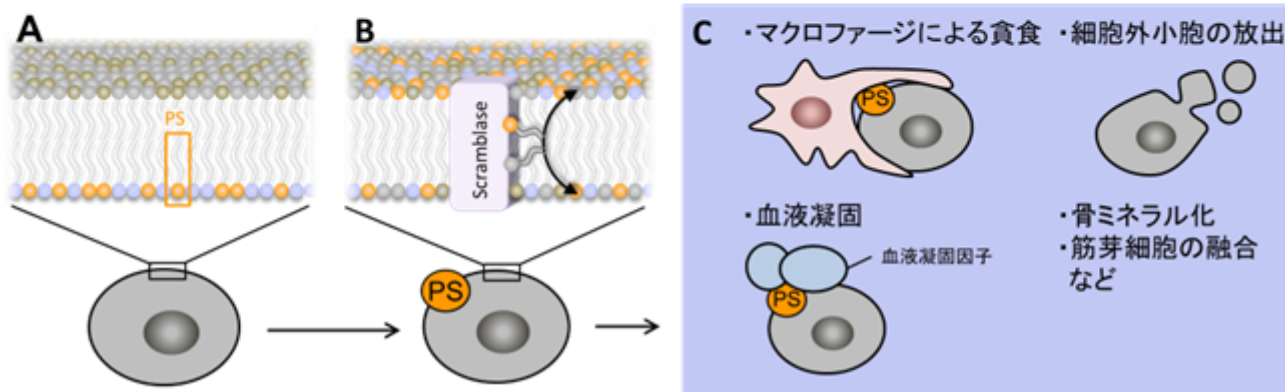 A
PS
B
Scramblase
PS
C
・マクロファージによる貪食
PS
・細胞外小胞の放出
・血液凝固
血液凝固因子
PS
・骨ミネラル化
・筋芽細胞の融合
など